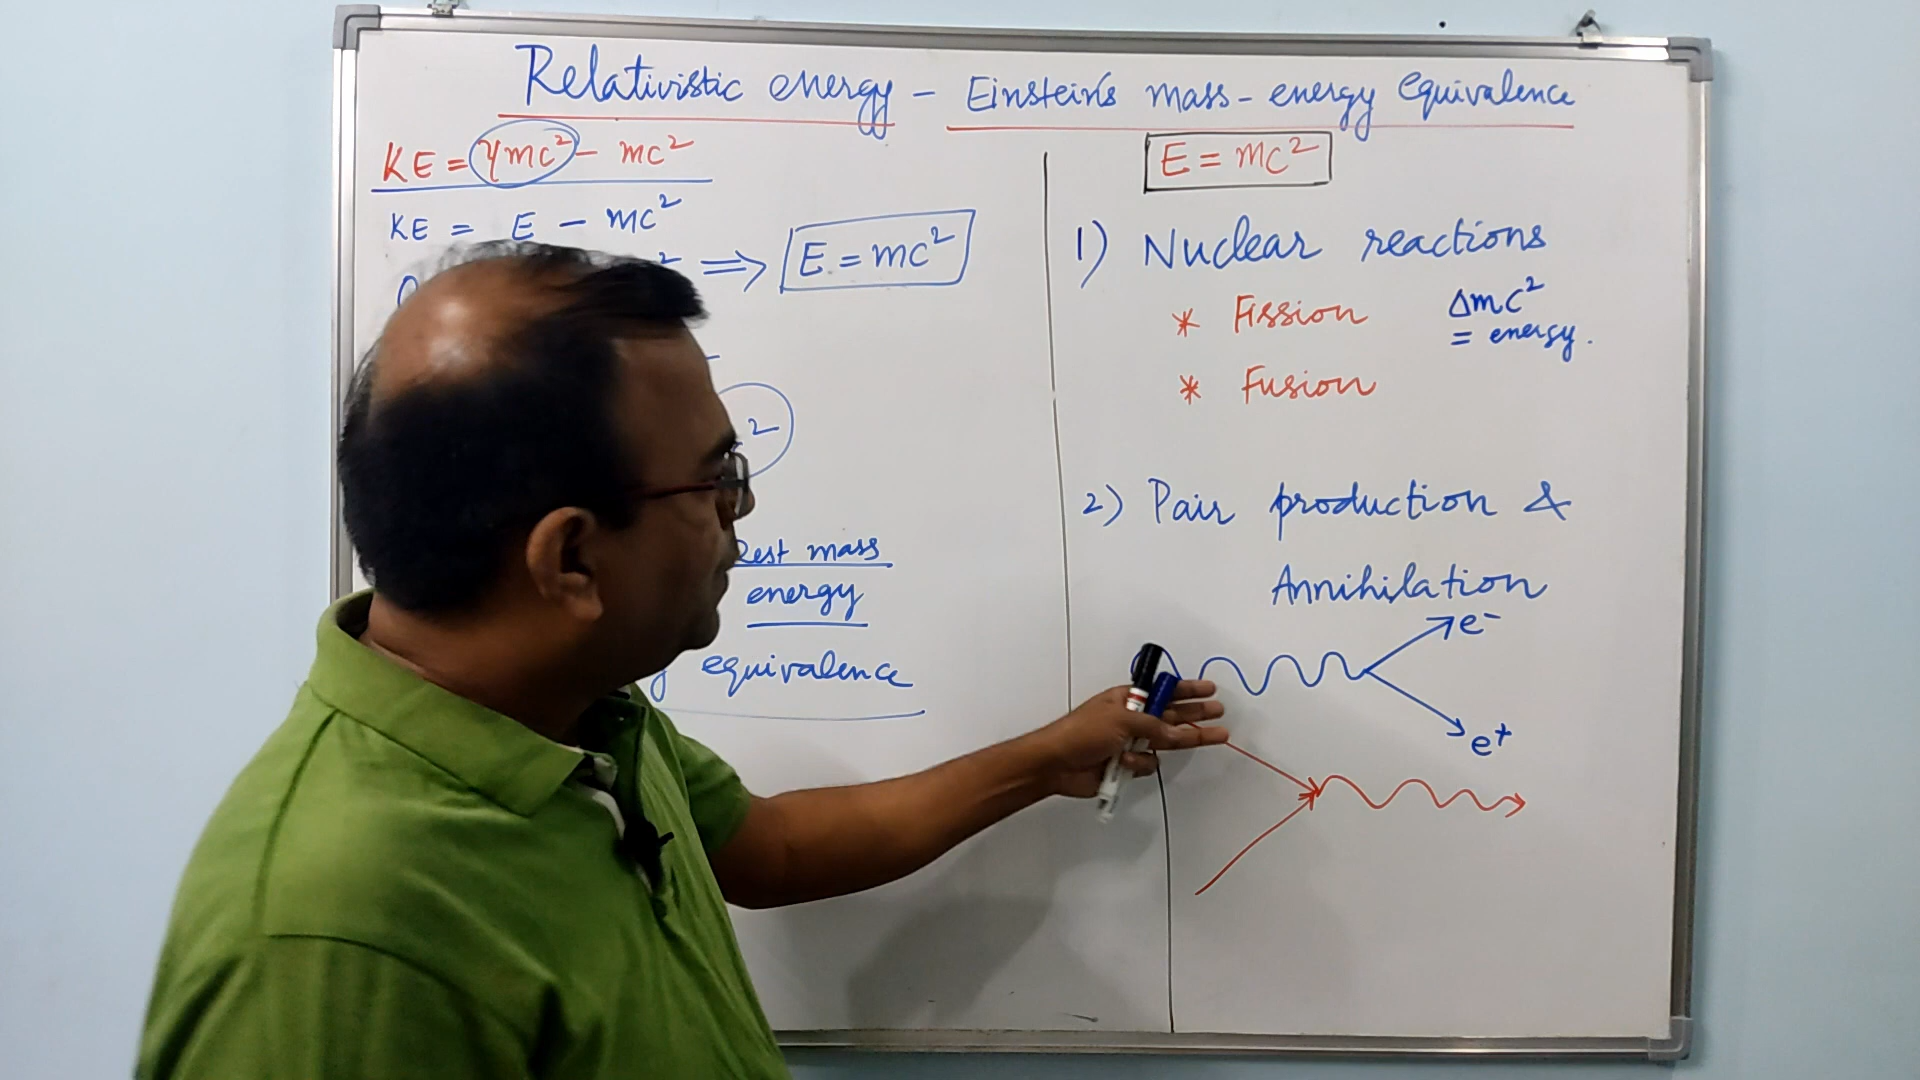 Relativistic energy - Einstein's mass-energy equivalence
KE = γmc² - mc²
KE = E - mc²
⇒ E = mc²
Rest mass
energy
equivalence
E = mc²
1) Nuclear reactions
* Fission
Δmc²
= energy.
* Fusion
2) Pair production &
Annihilation
e⁻
e⁺